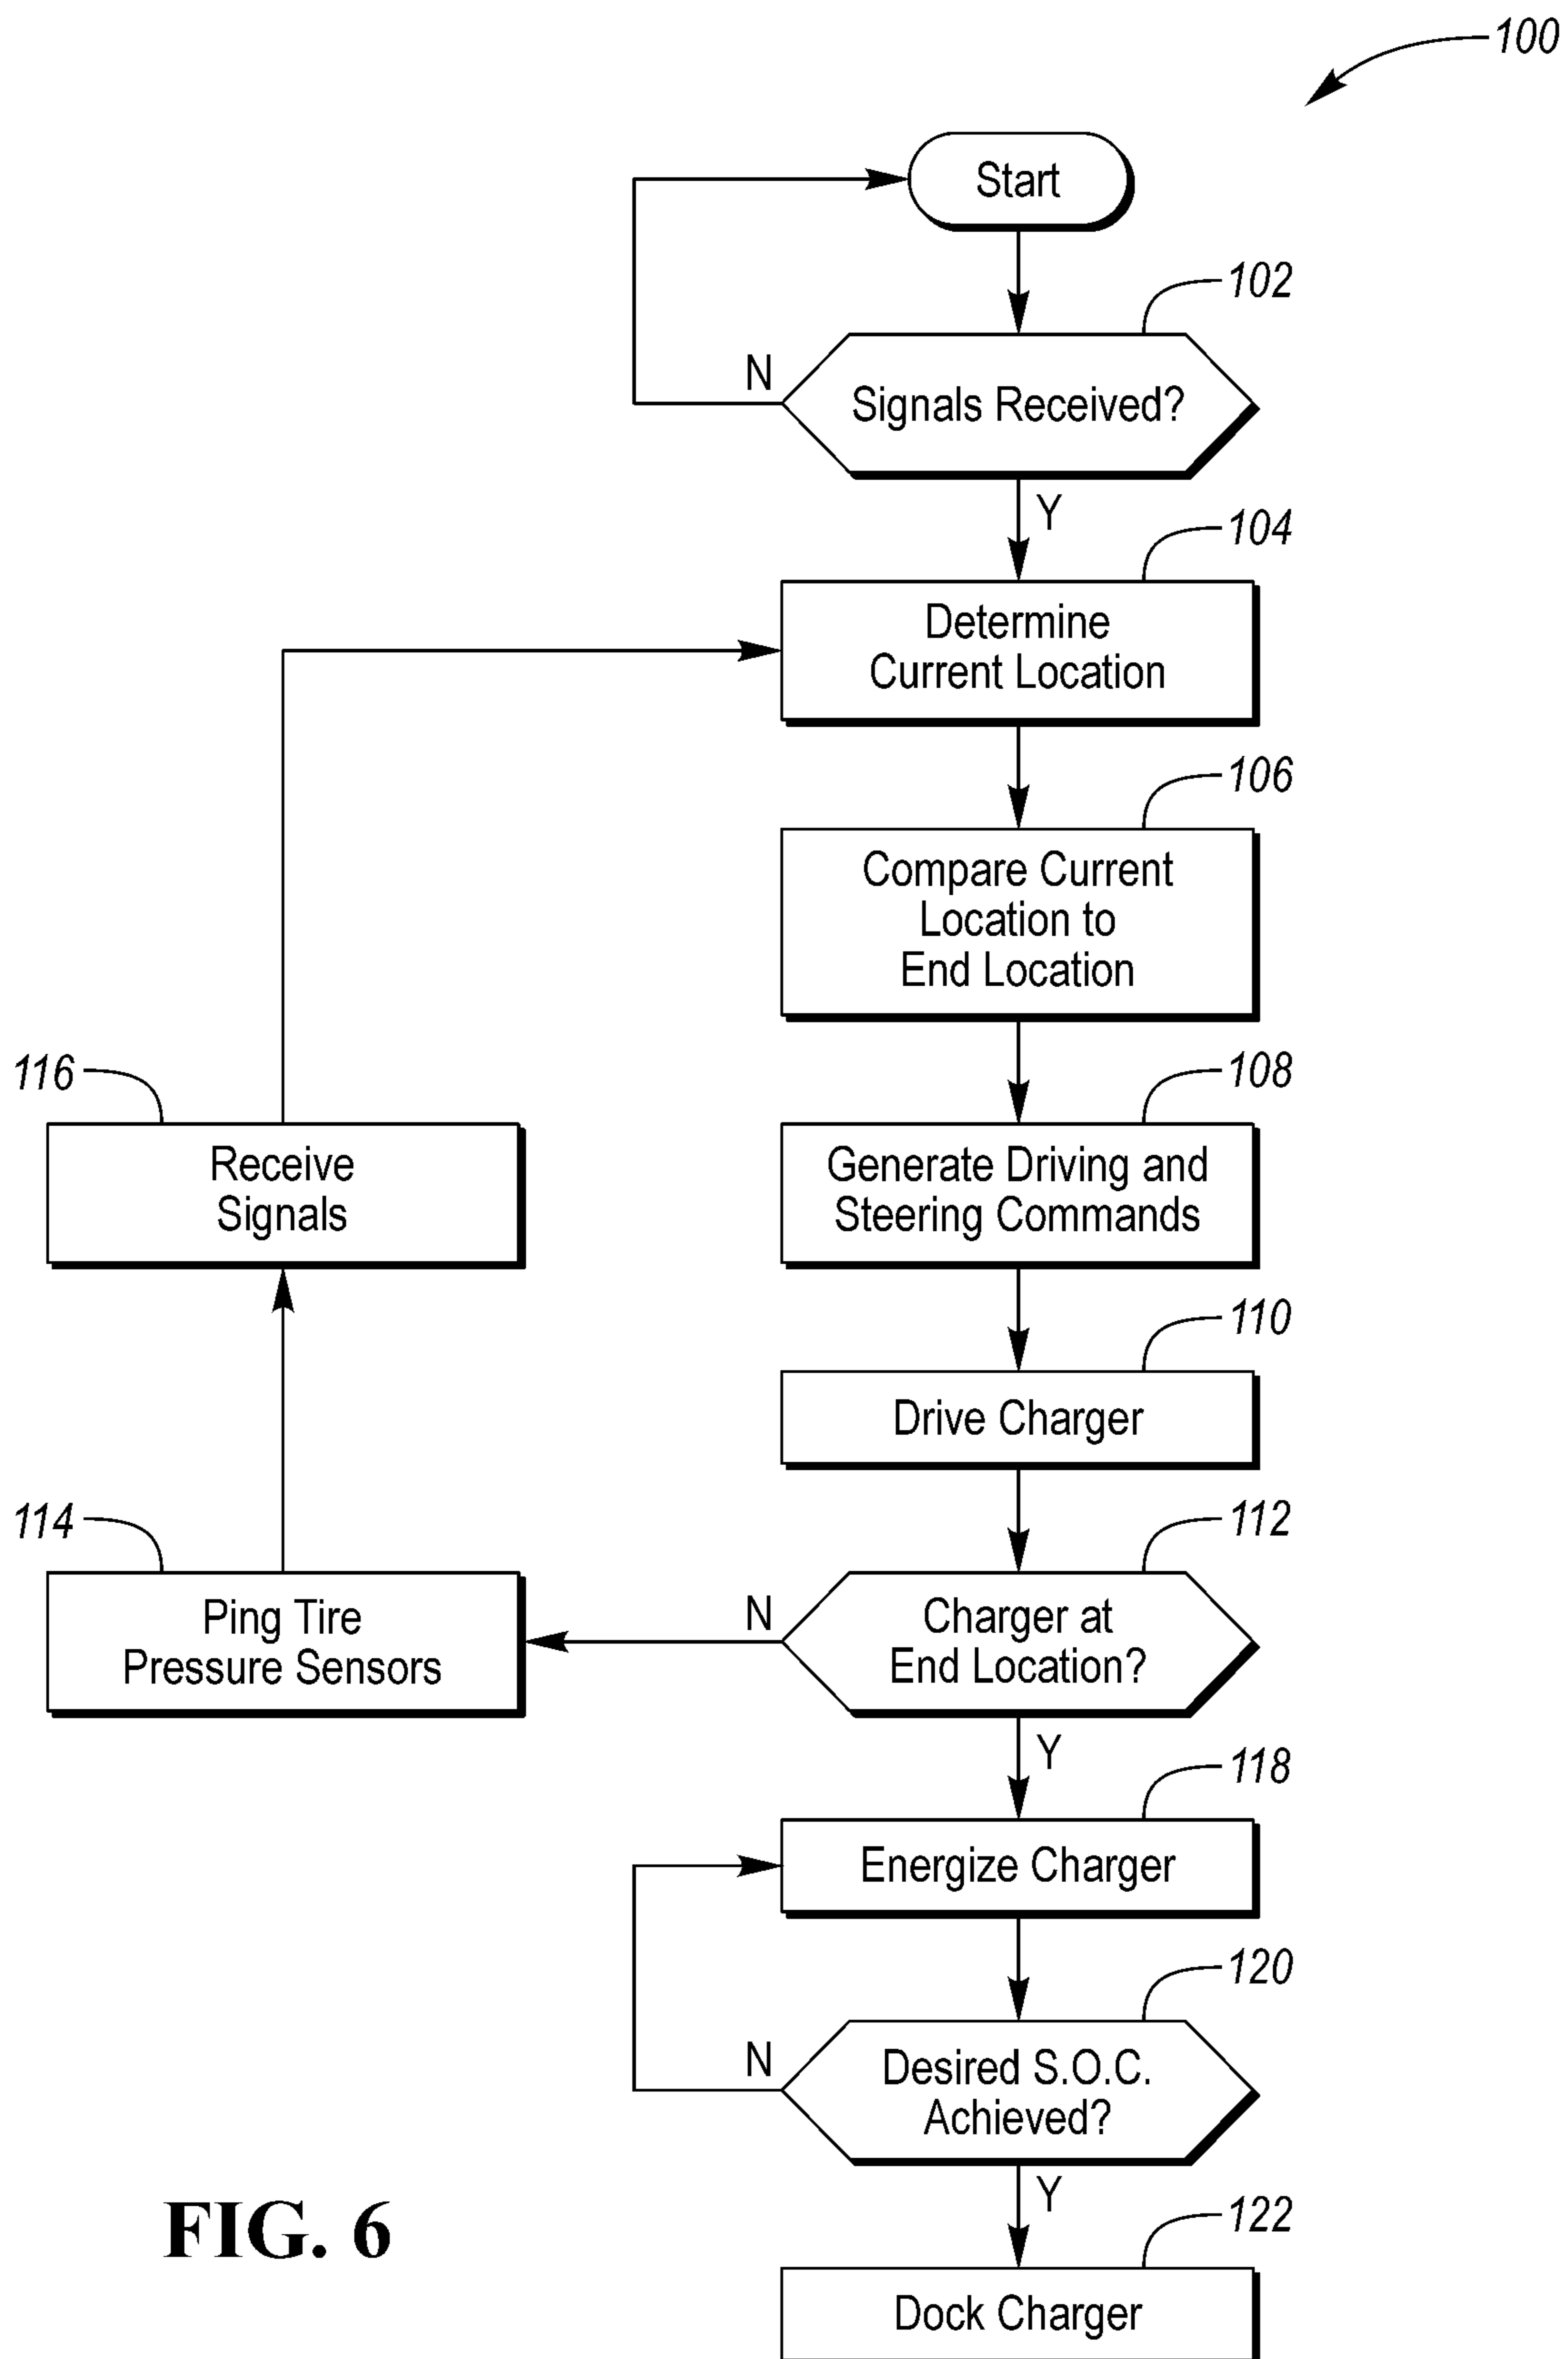 100
Start
102
N
Signals Received?
Y
104
Determine
Current Location
106
Compare Current
Location to
End Location
116
108
Receive
Signals
Generate Driving and
Steering Commands
110
Drive Charger
114
112
Ping Tire
Pressure Sensors
N
Charger at
End Location?
Y
118
Energize Charger
120
N
Desired S.O.C.
Achieved?
Y
122
Dock Charger
FIG. 6